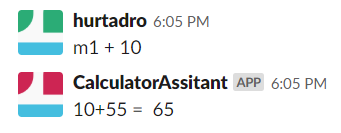 hurtadro 6:05 PM
m1 + 10
CalculatorAssitant APP 6:05 PM
10+55 = 65